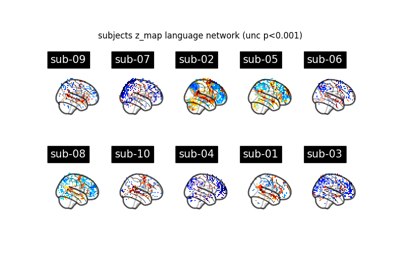 subjects z_map language network (unc p<0.001)
sub-09 sub-07 sub-02 sub-05 sub-06
sub-08 sub-10 sub-04 sub-01 sub-03